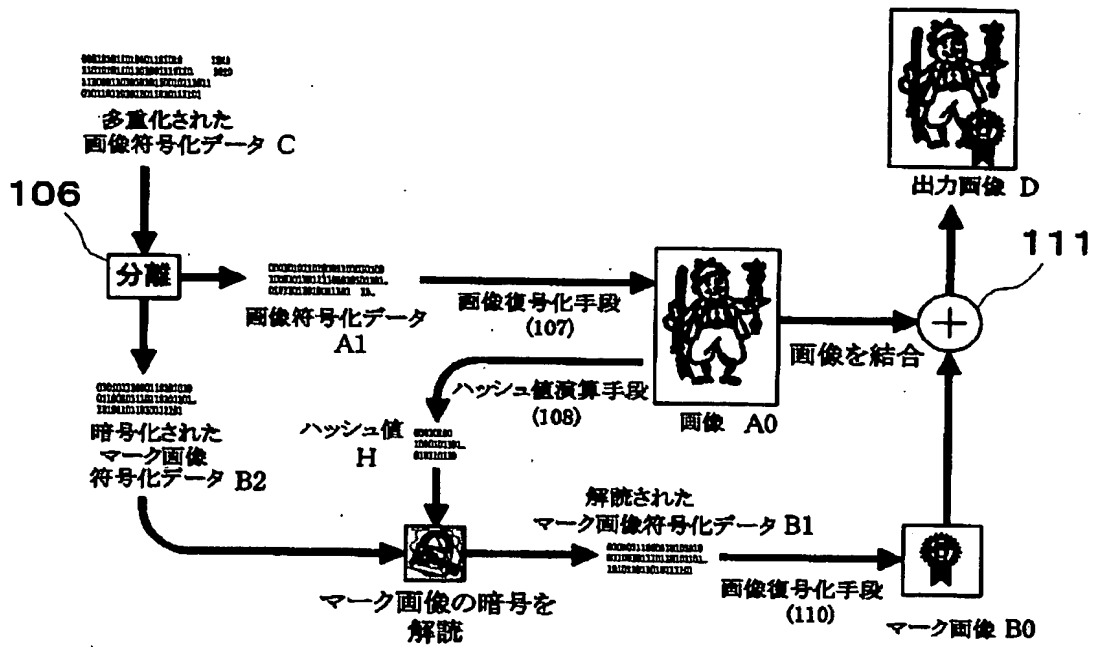 多重化された
画像符号化データ C
106
分離
画像符号化データ
A1
画像復号化手段
(107)
ハッシュ値演算手段
(108)
画像 A0
画像を結合
111
出力画像 D
暗号化された
マーク画像
符号化データ B2
ハッシュ値
H
マーク画像の暗号を
解読
解読された
マーク画像符号化データ B1
画像復号化手段
(110)
マーク画像 B0